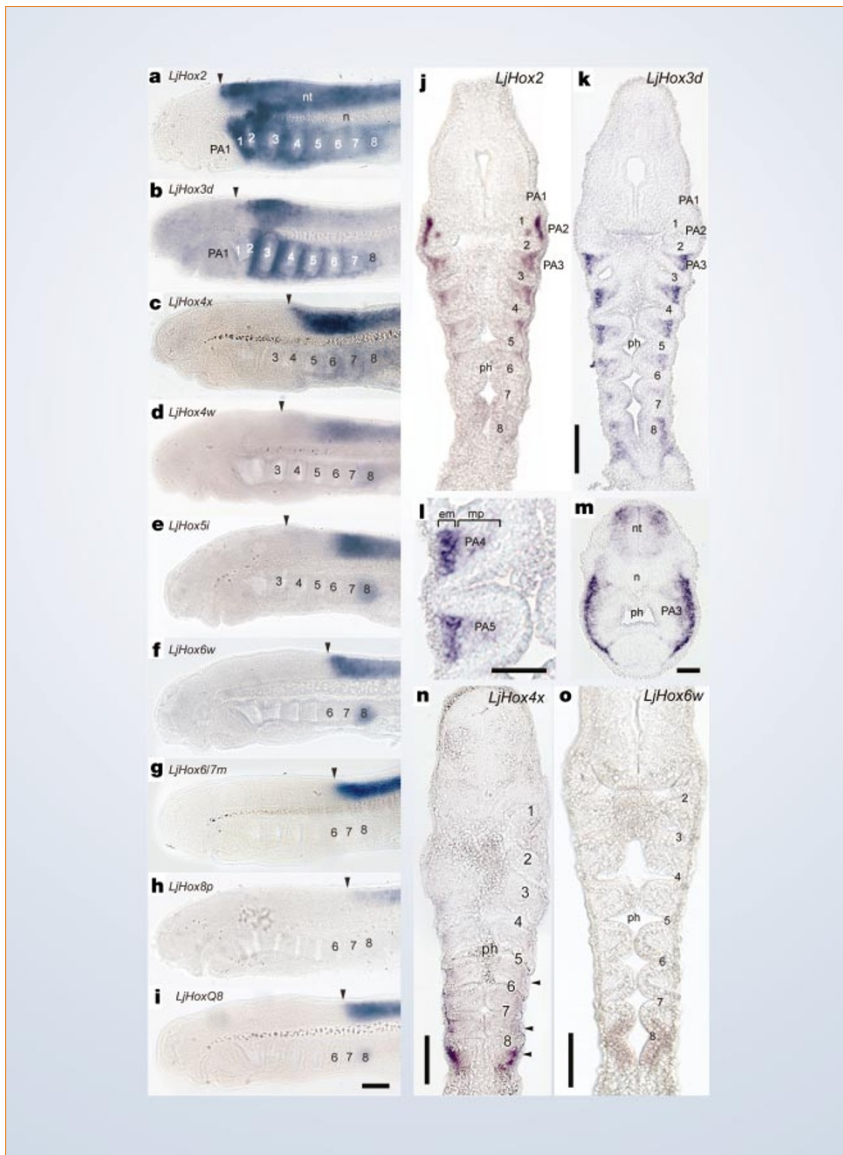 a LjHox2
nt
n
PA1 1 2 3 4 5 6 7 8
b LjHox3d
PA1 1 2 3 4 5 6 7 8
c LjHox4x
3 4 5 6 7 8
d LjHox4w
3 4 5 6 7 8
e LjHox5i
3 4 5 6 7 8
f LjHox6w
6 7 8
g LjHox6/7m
6 7 8
h LjHox8p
6 7 8
i LjHoxQ8
6 7 8
j LjHox2
PA1
1
PA2
2
PA3
3
4
5
ph 6
7
8
k LjHox3d
PA1
1
PA2
2
PA3
3
4
ph 5
6
7
8
l em mp
PA4
PA5
m
nt
n
ph PA3
n LjHox4x
1
2
3
4
ph 5
6
7
8
o LjHox6w
2
3
4
ph 5
6
7
8